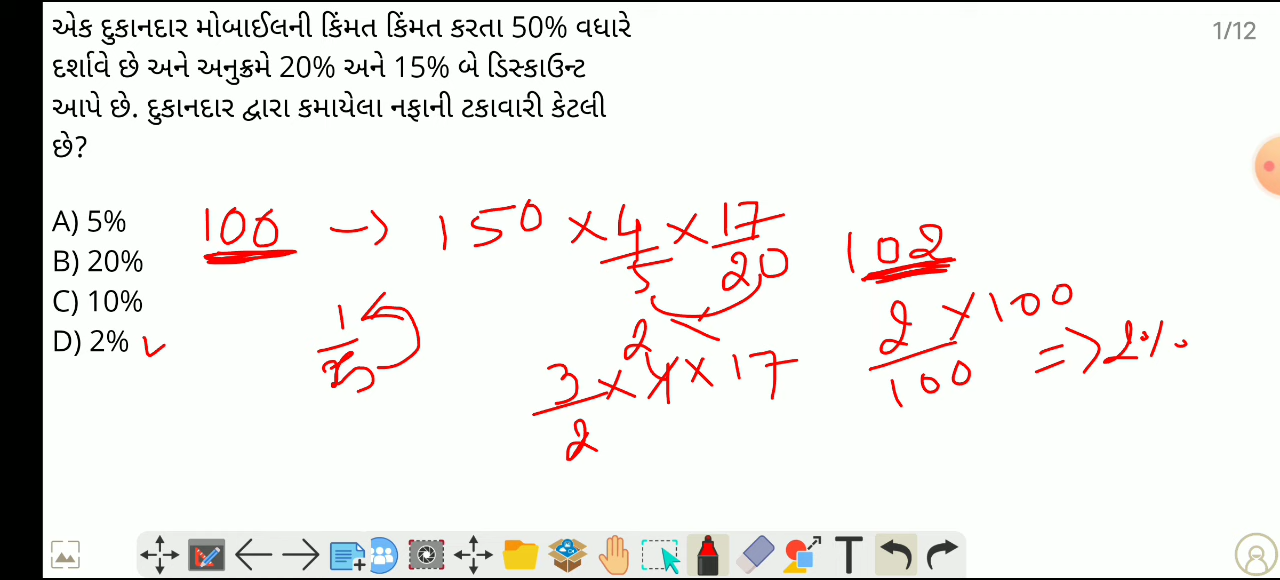 એક દુકાનદાર મોબાઈલની કિંમત કિંમત કરતા 50% વધારે
1/12
દર્શાવે છે અને અનુક્રમે 20% અને 15% બે ડિસ્કાઉન્ટ
આપે છે. દુકાનદાર દ્વારા કમાયેલા નફાની ટકાવારી કેટલી
છે?
A) 5%
B) 20%
C) 10%
D) 2% ✓
100 → 150 × 4/5 × 17/20
102
3/2 × 4 × 17
2
2/100 × 100 => 2%
T